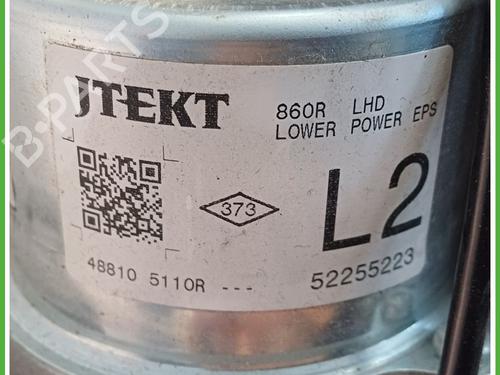 B-PARTS
JTEKT
860R LHD
LOWER POWER EPS
373
L2
48810 5110R ---
52255223